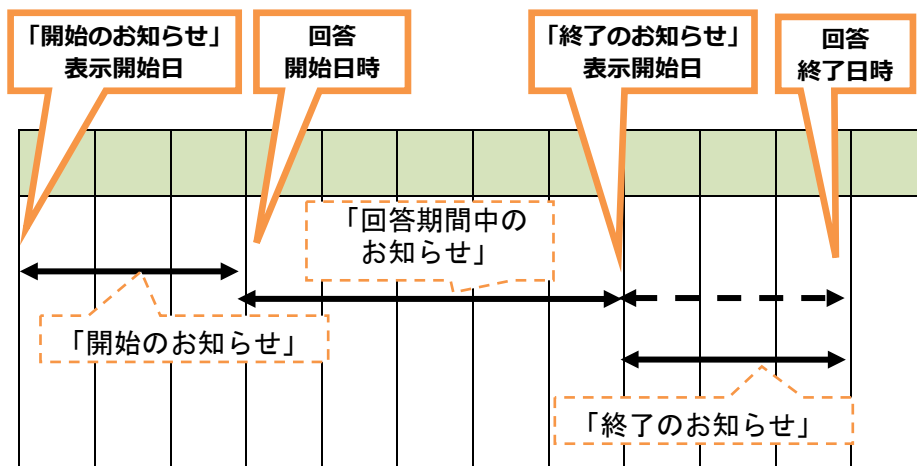 「開始のお知らせ」
表示開始日
回答
開始日時
「終了のお知らせ」
表示開始日
回答
終了日時
「回答期間中の
お知らせ」
「開始のお知らせ」
「終了のお知らせ」